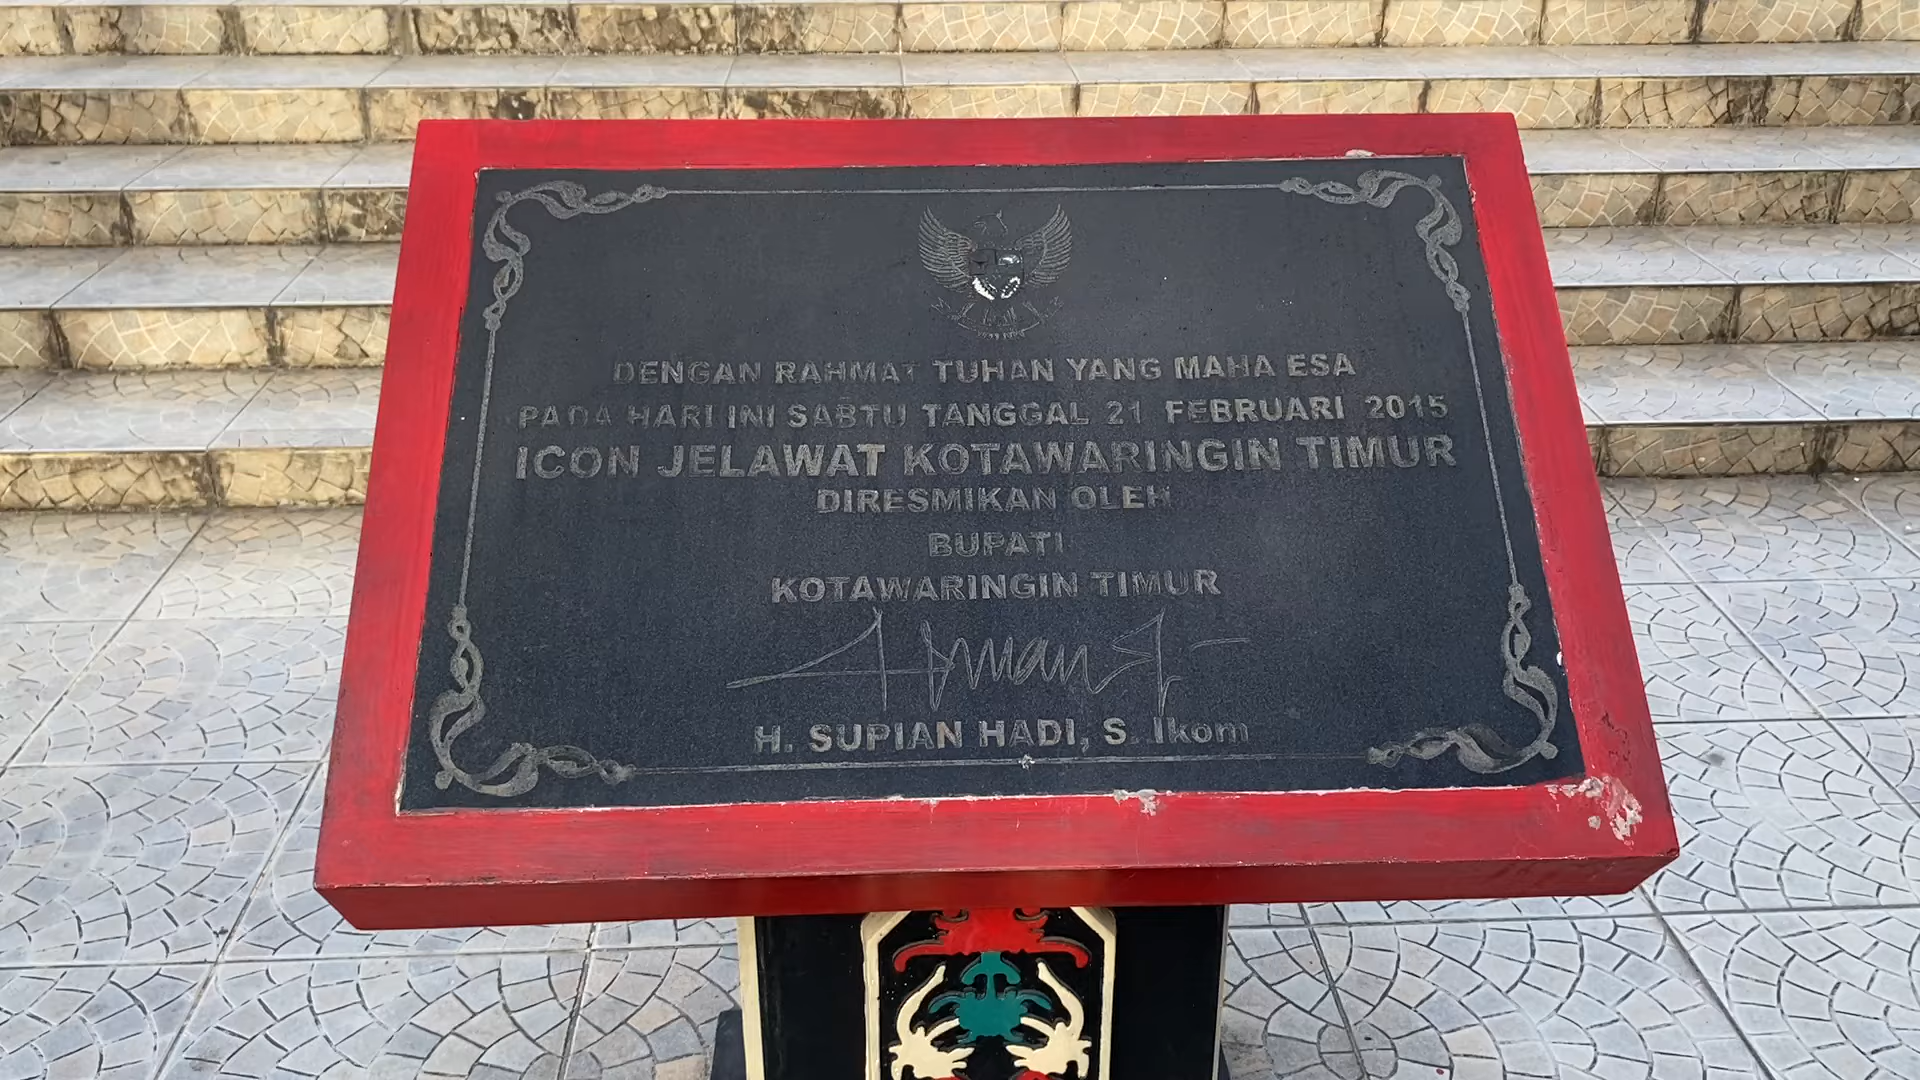 DENGAN RAHMAT TUHAN YANG MAHA ESA
PADA HARI INI SABTU TANGGAL 21 FEBRUARI 2015
ICON JELAWAT KOTAWARINGIN TIMUR
DIRESMIKAN OLEH
BUPATI
KOTAWARINGIN TIMUR
H. SUPIAN HADI, S. Ikom